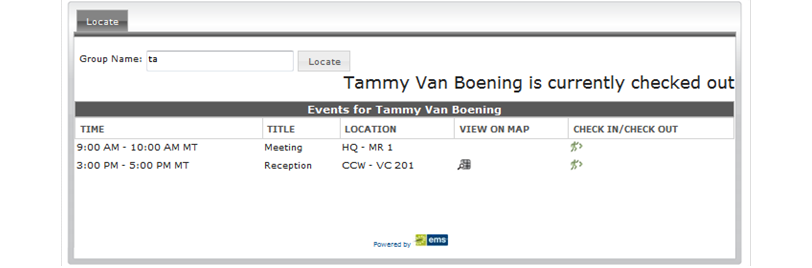 Locate
Group Name: ta Locate
Tammy Van Boening is currently checked out
Events for Tammy Van Boening
TIME TITLE LOCATION VIEW ON MAP CHECK IN/CHECK OUT
9:00 AM - 10:00 AM MT Meeting HQ - MR 1
3:00 PM - 5:00 PM MT Reception CCW - VC 201
Powered by ems